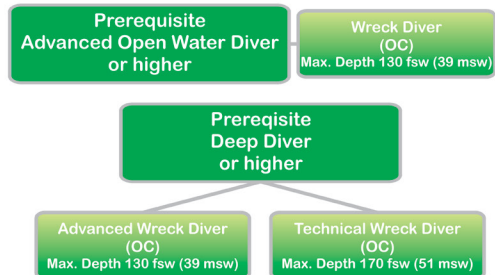 Prerequisite
Advanced Open Water Diver
or higher
Wreck Diver
(OC)
Max. Depth 130 fsw (39 msw)
Prereqisite
Deep Diver
or higher
Advanced Wreck Diver
(OC)
Max. Depth 130 fsw (39 msw)
Technical Wreck Diver
(OC)
Max. Depth 170 fsw (51 msw)